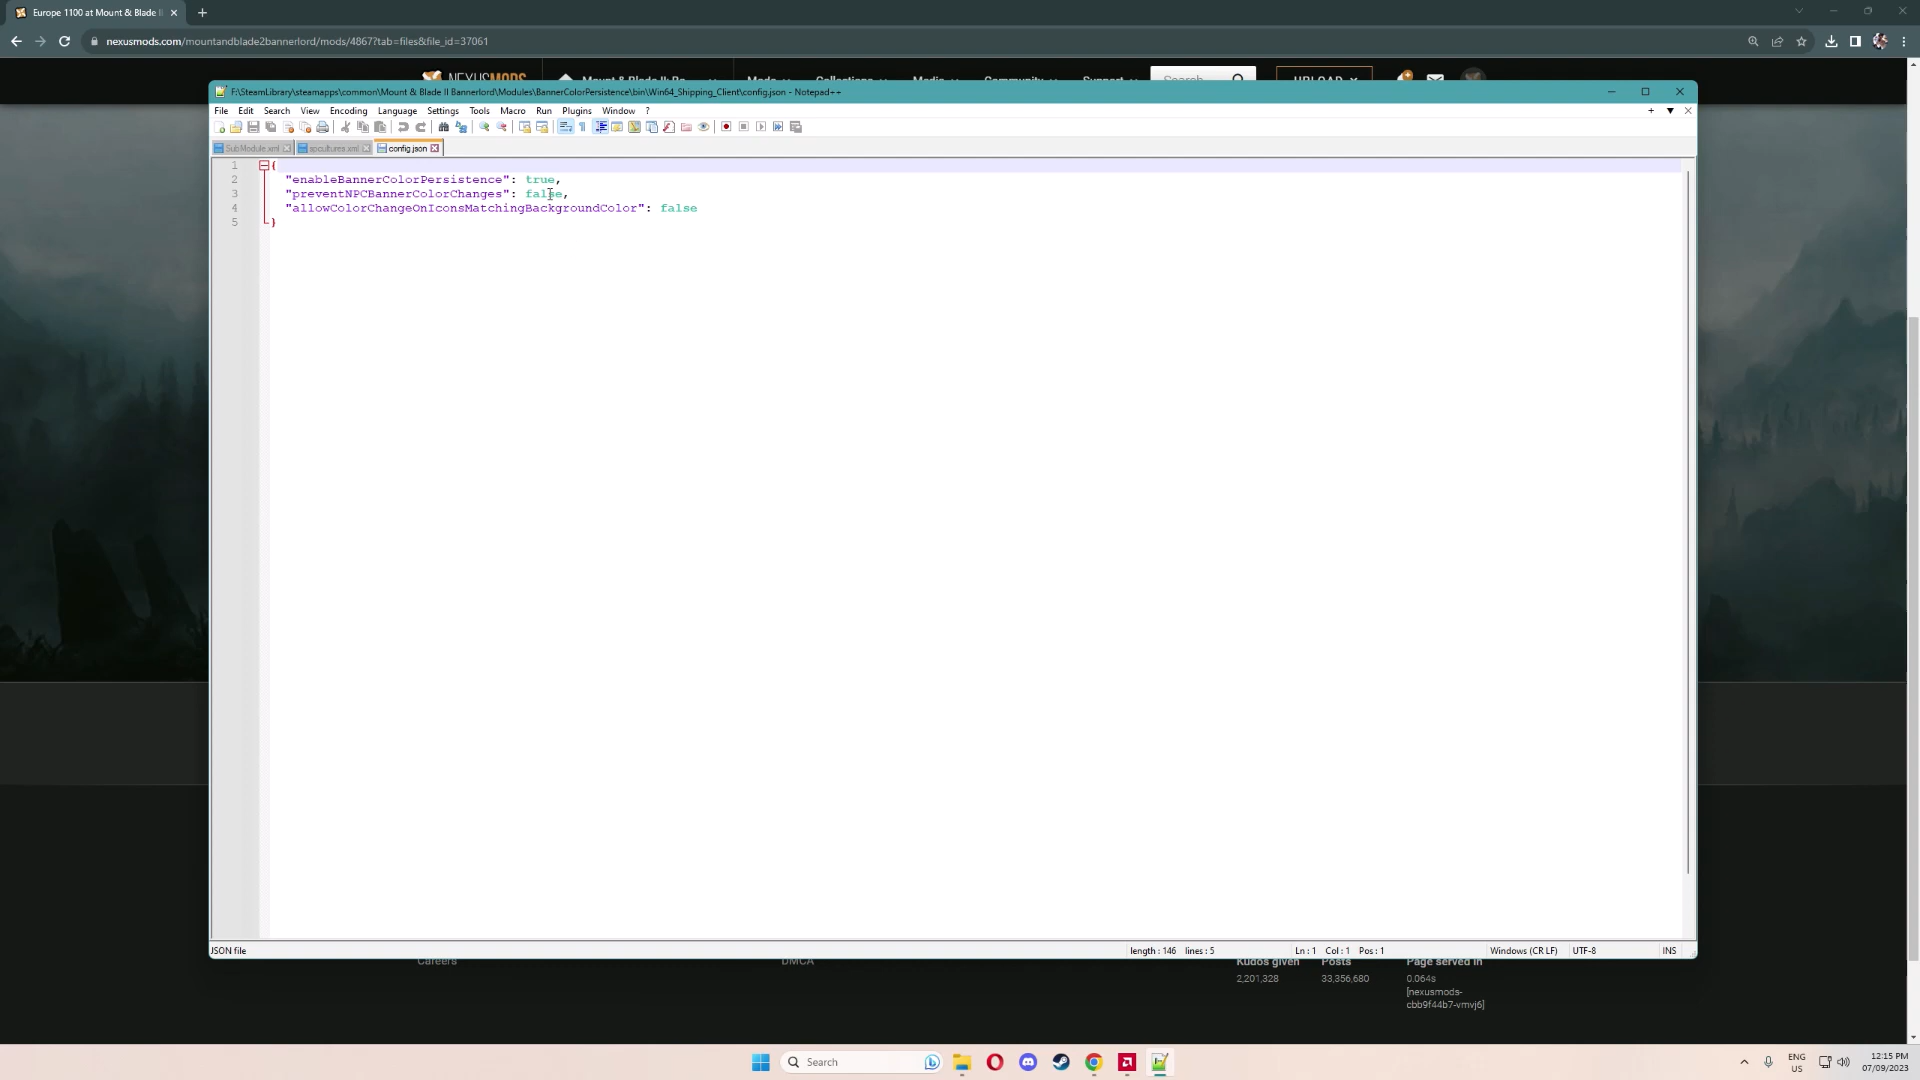 Europe 1100 at Mount & Blade II
nexusmods.com/mountandblade2bannerlord/mods/4867?tab=files&file_id=37061
F:\SteamLibrary\steamapps\common\Mount & Blade II Bannerlord\Modules\BannerColorPersistence\bin\Win64_Shipping_Client\config.json - Notepad++
File Edit Search View Encoding Language Settings Tools Macro Run Plugins Window ?
SubModule.xml spcultures.xml config.json
1 {
2 "enableBannerColorPersistence": true,
3 "preventNPCBannerColorChanges": false,
4 "allowColorChangeOnIconsMatchingBackgroundColor": false
5 }
JSON file length : 146 lines : 5 Ln : 1 Col : 1 Pos : 1 Windows (CR LF) UTF-8 INS
Careers DMCA Kudos given Posts Page served in
2,201,328 33,356,680 0.064s
[nexusmods-
cbb9f44b7-vmvj6]
Search ENG 12:15 PM
US 07/09/2023